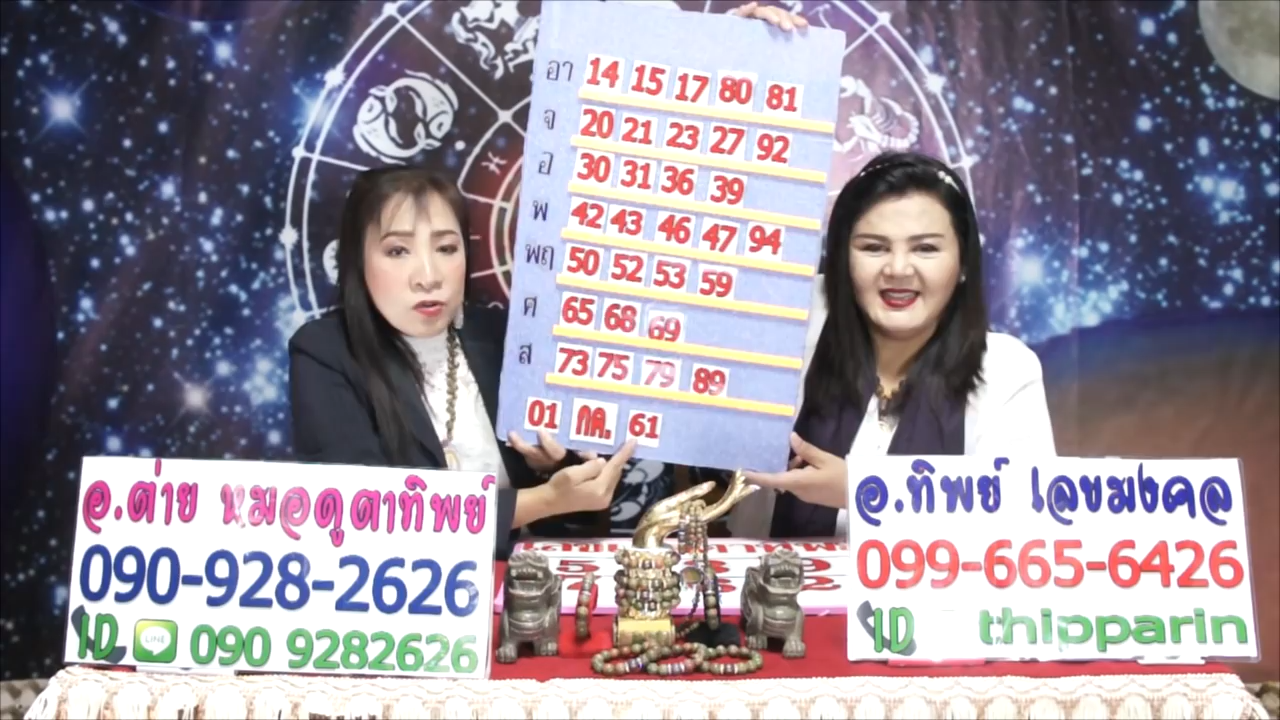 อา 14 15 17 80 81
จ 20 21 23 27 92
อ 30 31 36 39
พ 42 43 46 47 94
พฤ 50 52 53 59
ศ 65 68 69
ส 73 75 79 89
01 กค. 61
อ.ต่าย หมอดูตาทิพย์
090-928-2626
ID LINE 090 9282626
อ.ทิพย์ เลขมงคล
099-665-6426
ID thipparin